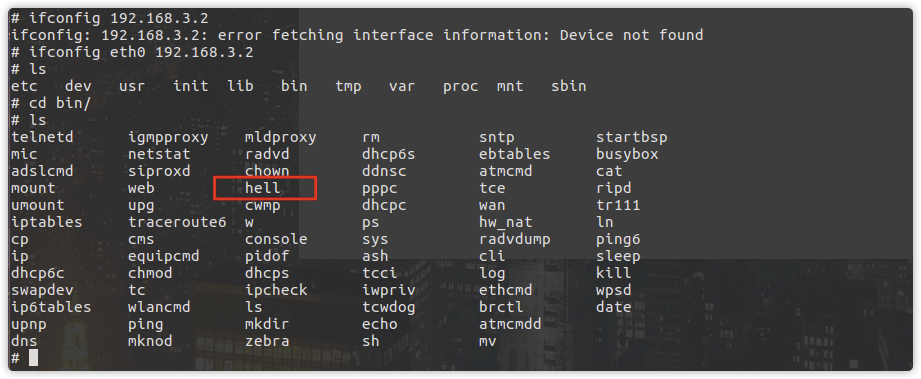 # ifconfig 192.168.3.2
ifconfig: 192.168.3.2: error fetching interface information: Device not found
# ifconfig eth0 192.168.3.2
# ls
etc dev usr init lib bin tmp var proc mnt sbin
# cd bin/
# ls
telnetd igmpproxy mldproxy rm sntp startbsp
mic netstat radvd dhcp6s ebtables busybox
adslcmd siproxd chown ddnsc atmcmd cat
mount web hell pppc tce ripd
umount upg cwmp dhcpc wan tr111
iptables traceroute6 w ps hw_nat ln
cp cms console sys radvdump ping6
ip equipcmd pidof ash cli sleep
dhcp6c chmod dhcps tcci log kill
swapdev tc ipcheck iwpriv ethcmd wpsd
ip6tables wlancmd ls tcwdog brctl date
upnp ping mkdir echo atmcmdd
dns mknod zebra sh mv
#